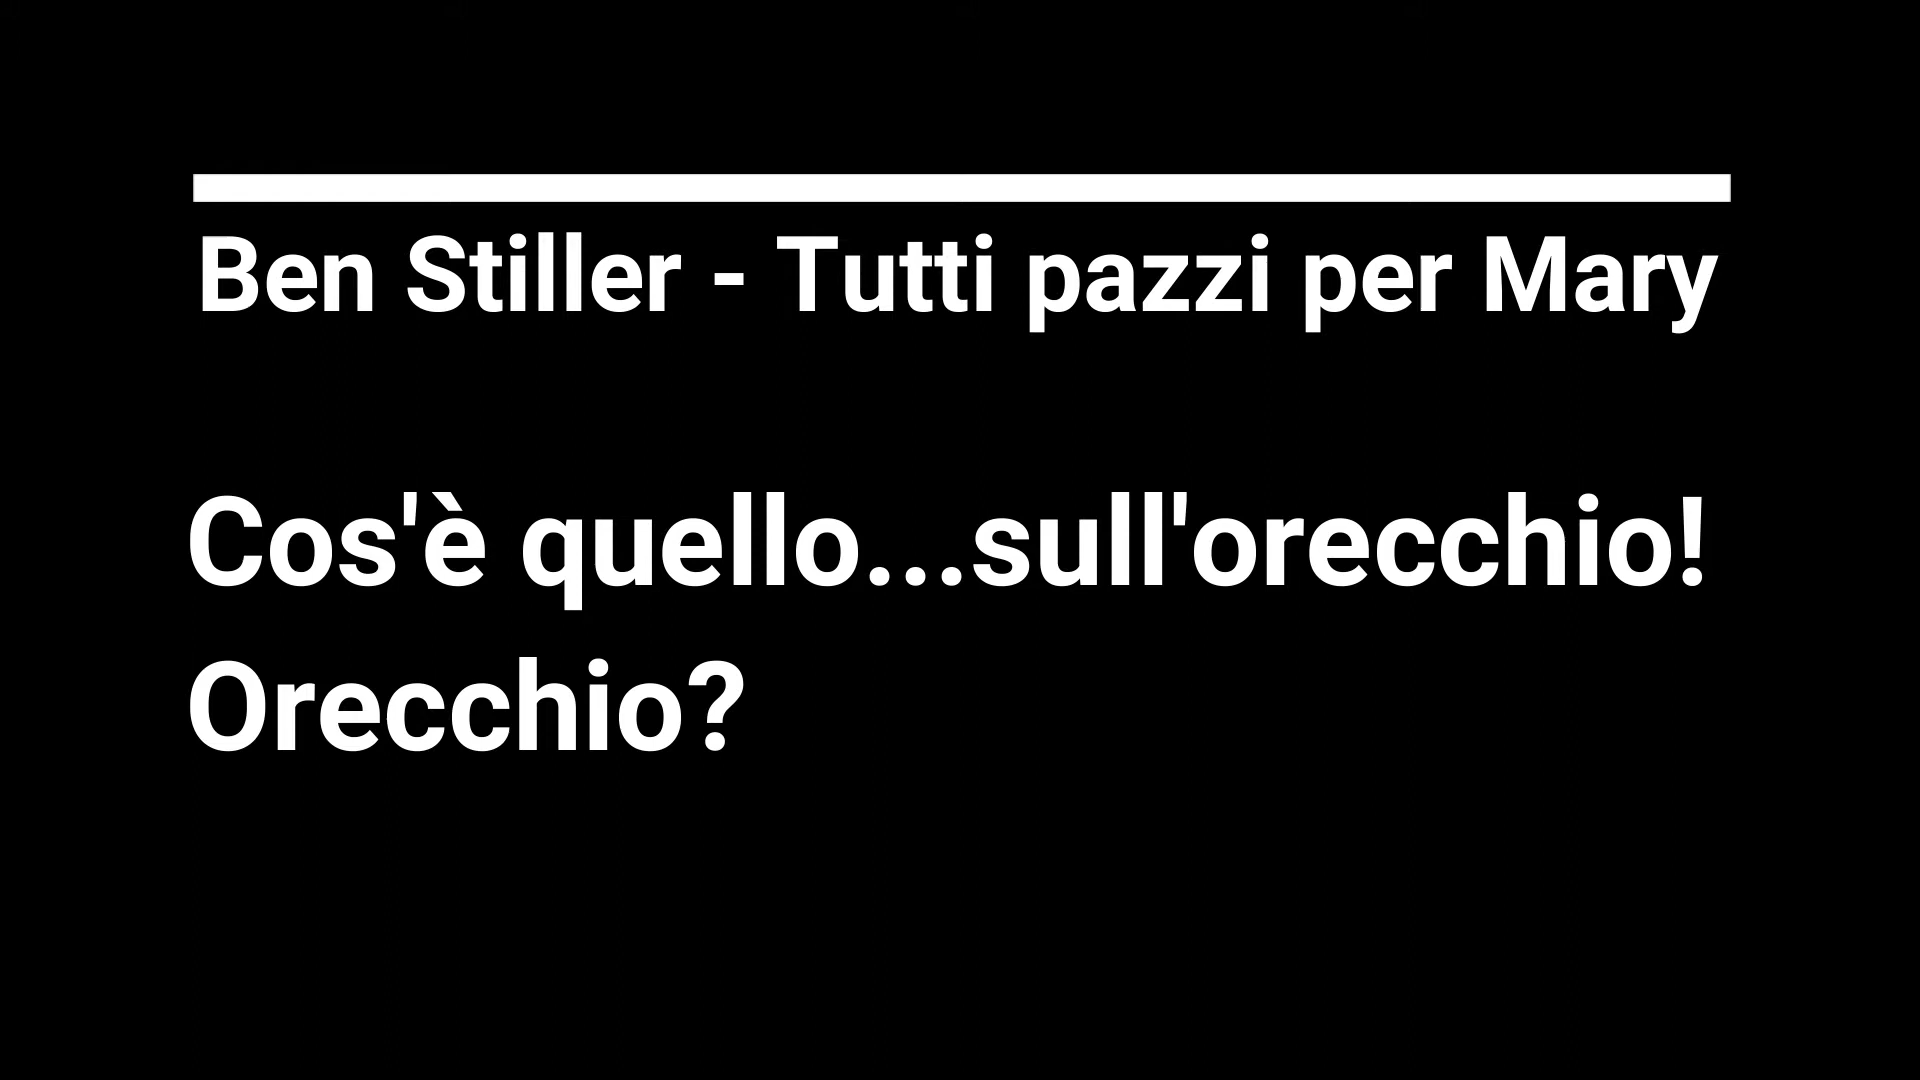 Ben Stiller - Tutti pazzi per Mary
Cos'è quello...sull'orecchio!
Orecchio?